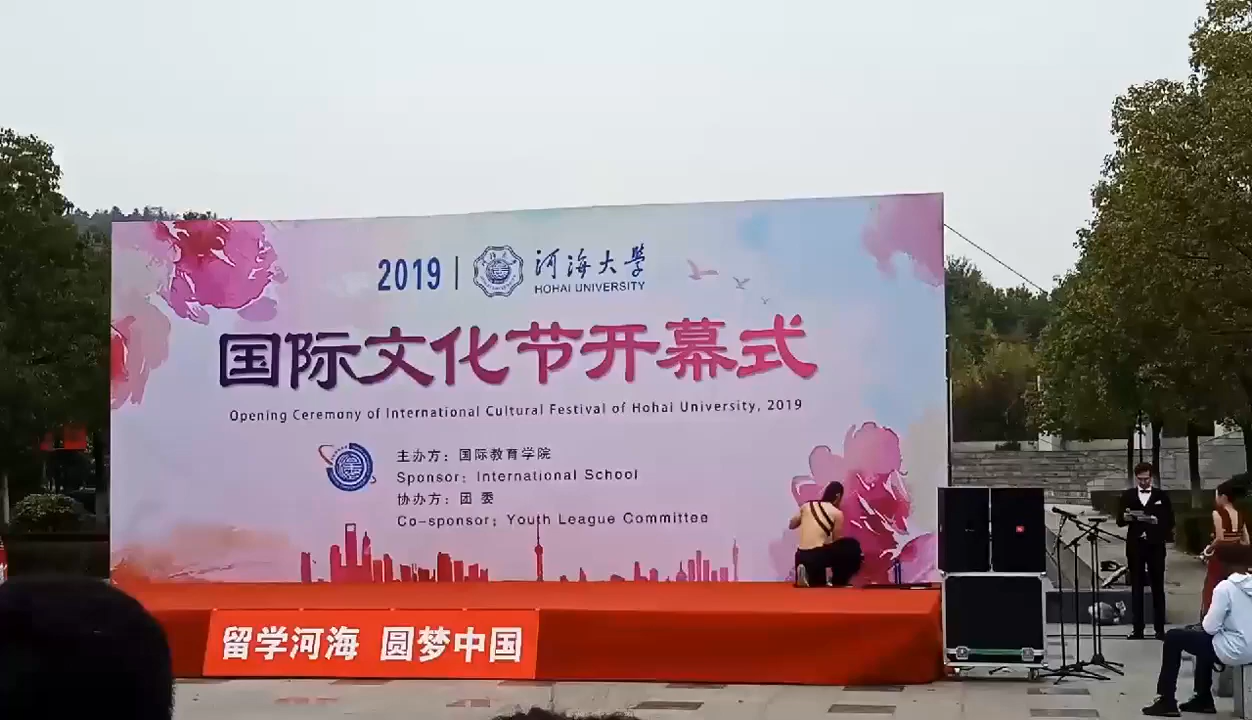 2019 河海大學
HOHAI UNIVERSITY
国际文化节开幕式
Opening Ceremony of International Cultural Festival of Hohai University, 2019
主办方：国际教育学院
Sponsor: International School
协办方：团 委
Co-sponsor: Youth League Committee
留学河海 圆梦中国